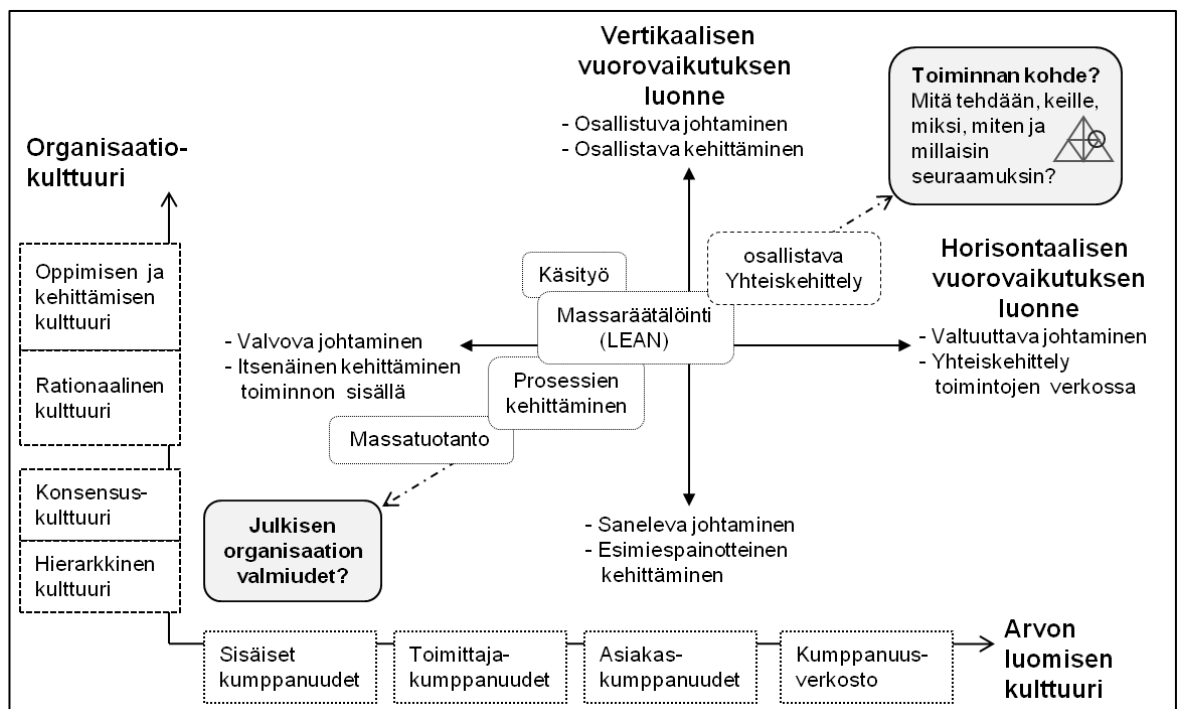 Vertikaalisen
vuorovaikutuksen
luonne
- Osallistuva johtaminen
- Osallistava kehittäminen
Toiminnan kohde?
Mitä tehdään, keille,
miksi, miten ja
millaisin
seuraamuksin?
Organisaatio-
kulttuuri
Oppimisen ja
kehittämisen
kulttuuri
Rationaalinen
kulttuuri
Konsensus-
kulttuuri
Hierarkkinen
kulttuuri
Käsityö
Massaräätälöinti
(LEAN)
Prosessien
kehittäminen
Massatuotanto
osallistava
Yhteiskehittely
Horisontaalisen
vuorovaikutuksen
luonne
- Valtuuttava johtaminen
- Yhteiskehittely
toimintojen verkossa
- Valvova johtaminen
- Itsenäinen kehittäminen
toiminnon sisällä
Julkisen
organisaation
valmiudet?
- Saneleva johtaminen
- Esimiespainotteinen
kehittäminen
Sisäiset
kumppanuudet
Toimittaja-
kumppanuudet
Asiakas-
kumppanuudet
Kumppanuus-
verkosto
Arvon
luomisen
kulttuuri